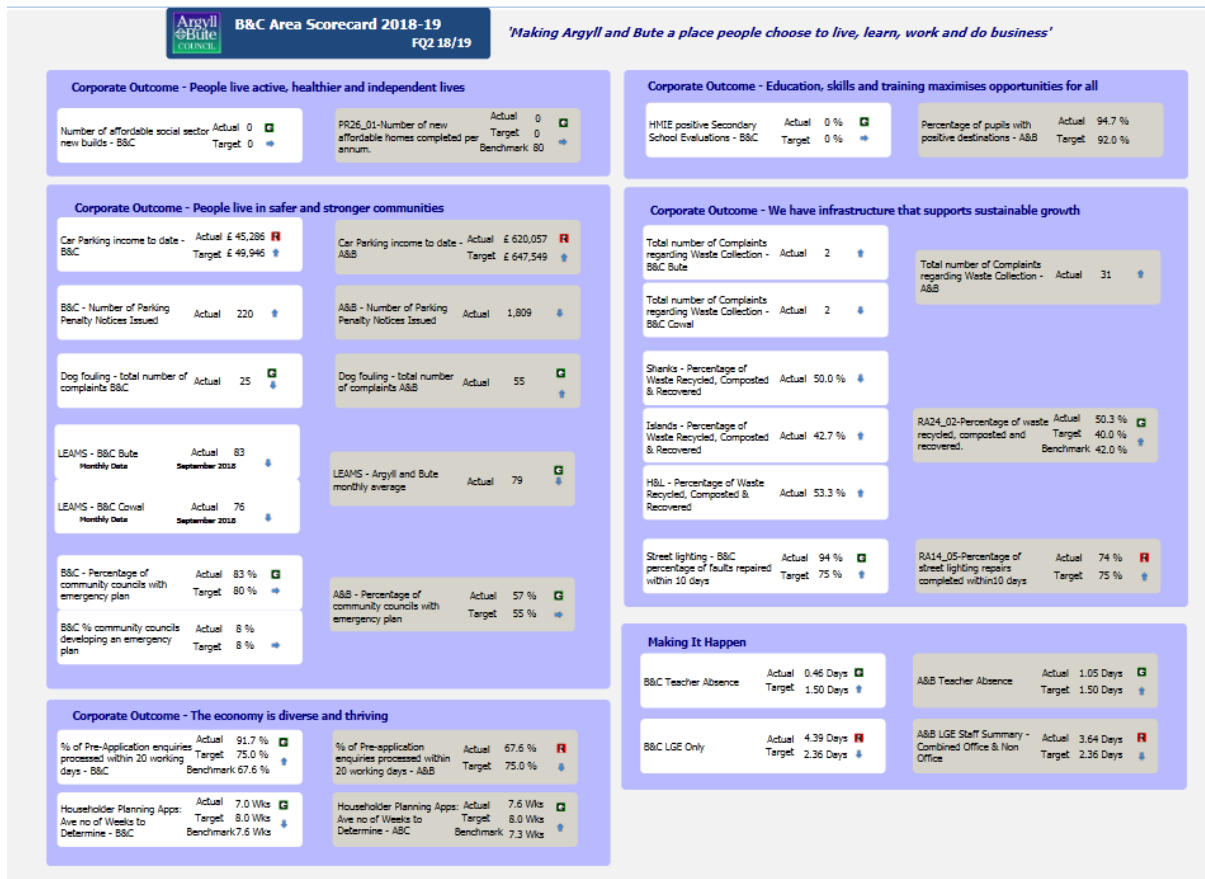 Argyll
Bute
COUNCIL
B&C Area Scorecard 2018-19
FQ2 18/19
'Making Argyll and Bute a place people choose to live, learn, work and do business'
Corporate Outcome - People live active, healthier and independent lives
Number of affordable social sector new builds - B&C
Actual 0 G
Target 0
PR26_01-Number of new affordable homes completed per annum.
Actual 0 G
Target 0
Benchmark 80
Corporate Outcome - People live in safer and stronger communities
Car Parking income to date - B&C
Actual £ 45,286 R
Target £ 49,946
Car Parking income to date - A&B
Actual £ 620,057 R
Target £ 647,549
B&C - Number of Parking Penalty Notices Issued
Actual 220
A&B - Number of Parking Penalty Notices Issued
Actual 1,809
Dog fouling - total number of complaints B&C
Actual 25 G
Dog fouling - total number of complaints A&B
Actual 55 G
LEAMS - B&C Bute
Monthly Data
Actual 83
September 2018
LEAMS - B&C Cowal
Monthly Data
Actual 76
September 2018
LEAMS - Argyll and Bute monthly average
Actual 79 G
B&C - Percentage of community councils with emergency plan
Actual 83 % G
Target 80 %
B&C % community councils developing an emergency plan
Actual 8 %
Target 8 %
A&B - Percentage of community councils with emergency plan
Actual 57 % G
Target 55 %
Corporate Outcome - The economy is diverse and thriving
% of Pre-Application enquiries processed within 20 working days - B&C
Actual 91.7 % G
Target 75.0 %
Benchmark 67.6 %
% of Pre-application enquiries processed within 20 working days - A&B
Actual 67.6 % R
Target 75.0 %
Householder Planning Apps: Ave no of Weeks to Determine - B&C
Actual 7.0 Wks G
Target 8.0 Wks
Benchmark 7.6 Wks
Householder Planning Apps: Ave no of Weeks to Determine - ABC
Actual 7.6 Wks G
Target 8.0 Wks
Benchmark 7.3 Wks
Corporate Outcome - Education, skills and training maximises opportunities for all
HMIE positive Secondary School Evaluations - B&C
Actual 0 % G
Target 0 %
Percentage of pupils with positive destinations - A&B
Actual 94.7 %
Target 92.0 %
Corporate Outcome - We have infrastructure that supports sustainable growth
Total number of Complaints regarding Waste Collection - B&C Bute
Actual 2
Total number of Complaints regarding Waste Collection - B&C Cowal
Actual 2
Total number of Complaints regarding Waste Collection - A&B
Actual 31
Shanks - Percentage of Waste Recycled, Composted & Recovered
Actual 50.0 %
Islands - Percentage of Waste Recycled, Composted & Recovered
Actual 42.7 %
H&L - Percentage of Waste Recycled, Composted & Recovered
Actual 53.3 %
RA24_02-Percentage of waste recycled, composted and recovered.
Actual 50.3 % G
Target 40.0 %
Benchmark 42.0 %
Street lighting - B&C percentage of faults repaired within 10 days
Actual 94 % G
Target 75 %
RA14_05-Percentage of street lighting repairs completed within10 days
Actual 74 % R
Target 75 %
Making It Happen
B&C Teacher Absence
Actual 0.46 Days G
Target 1.50 Days
A&B Teacher Absence
Actual 1.05 Days G
Target 1.50 Days
B&C LGE Only
Actual 4.39 Days R
Target 2.36 Days
A&B LGE Staff Summary - Combined Office & Non Office
Actual 3.64 Days R
Target 2.36 Days